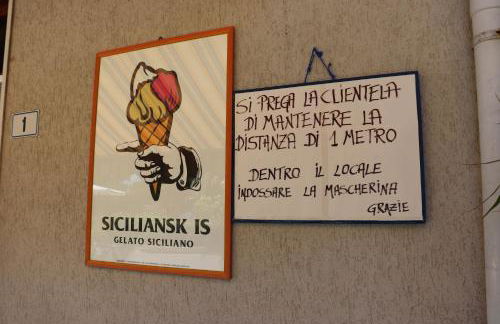 1
SICILIANSK IS
GELATO SICILIANO
SI PREGA LA CLIENTELA
DI MANTENERE LA
DISTANZA DI 1 METRO
DENTRO IL LOCALE
INDOSSARE LA MASCHERINA
GRAZIE